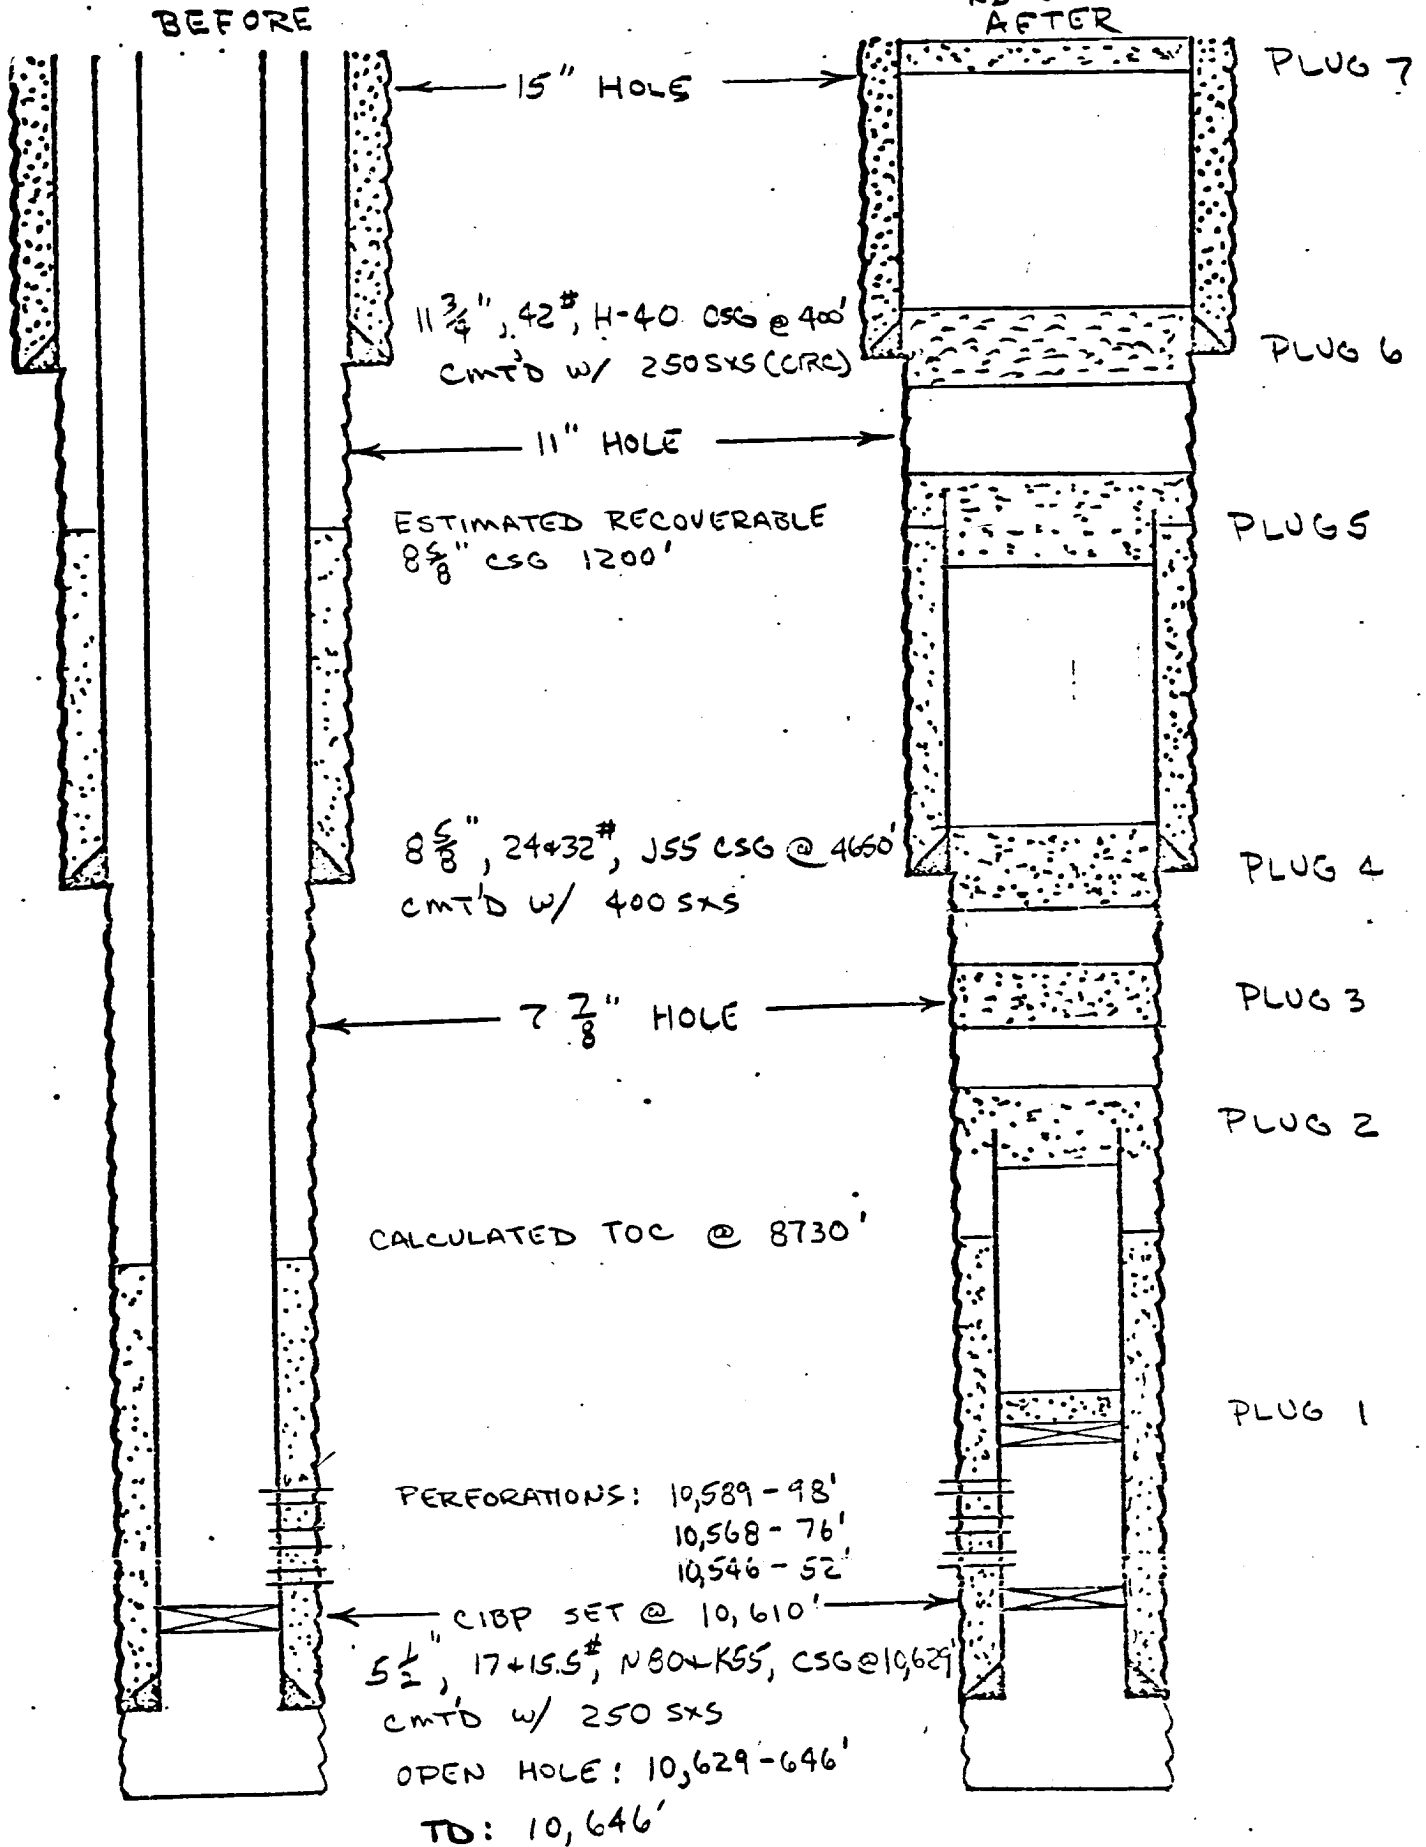 BEFORE
AFTER
15" HOLE
PLUG 7
11 3/4", 42#, H-40 CSG @ 400'
CMT'D W/ 250 SXS (CIRC)
PLUG 6
11" HOLE
ESTIMATED RECOVERABLE
8 5/8" CSG 1200'
PLUG 5
8 5/8", 24+32#, J55 CSG @ 4650'
CMT'D W/ 400 SXS
PLUG 4
7 7/8" HOLE
PLUG 3
PLUG 2
CALCULATED TOC @ 8730'
PLUG 1
PERFORATIONS: 10,589-98'
10,568-76'
10,546-52'
CIBP SET @ 10,610'
5 1/2", 17+15.5#, N80+K55, CSG@10,629'
CMT'D W/ 250 SXS
OPEN HOLE: 10,629-646'
TD: 10,646'